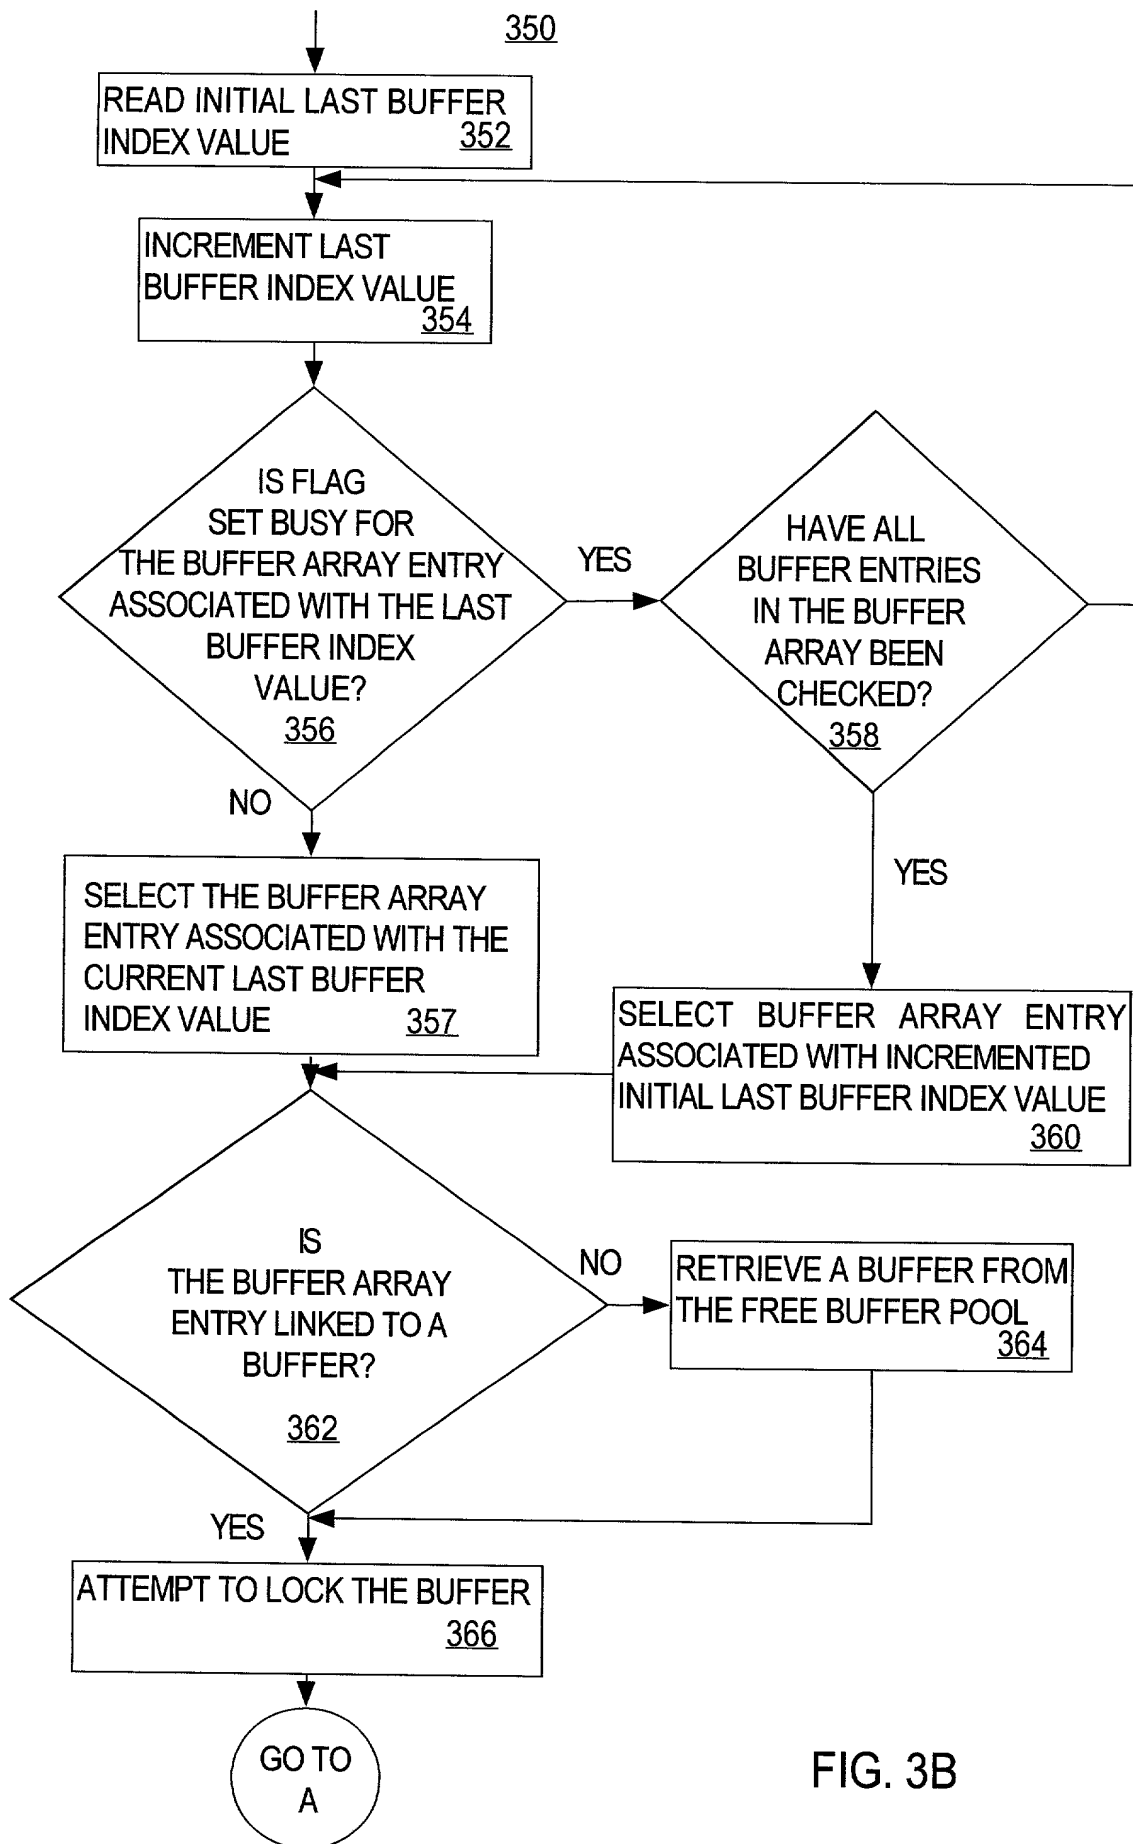 350
READ INITIAL LAST BUFFER
INDEX VALUE 352
INCREMENT LAST
BUFFER INDEX VALUE
354
IS FLAG
SET BUSY FOR
THE BUFFER ARRAY ENTRY
ASSOCIATED WITH THE LAST
BUFFER INDEX
VALUE?
356
YES
HAVE ALL
BUFFER ENTRIES
IN THE BUFFER
ARRAY BEEN
CHECKED?
358
NO
YES
SELECT THE BUFFER ARRAY
ENTRY ASSOCIATED WITH THE
CURRENT LAST BUFFER
INDEX VALUE 357
SELECT BUFFER ARRAY ENTRY
ASSOCIATED WITH INCREMENTED
INITIAL LAST BUFFER INDEX VALUE
360
IS
THE BUFFER ARRAY
ENTRY LINKED TO A
BUFFER?
362
NO
RETRIEVE A BUFFER FROM
THE FREE BUFFER POOL
364
YES
ATTEMPT TO LOCK THE BUFFER
366
GO TO
A
FIG. 3B